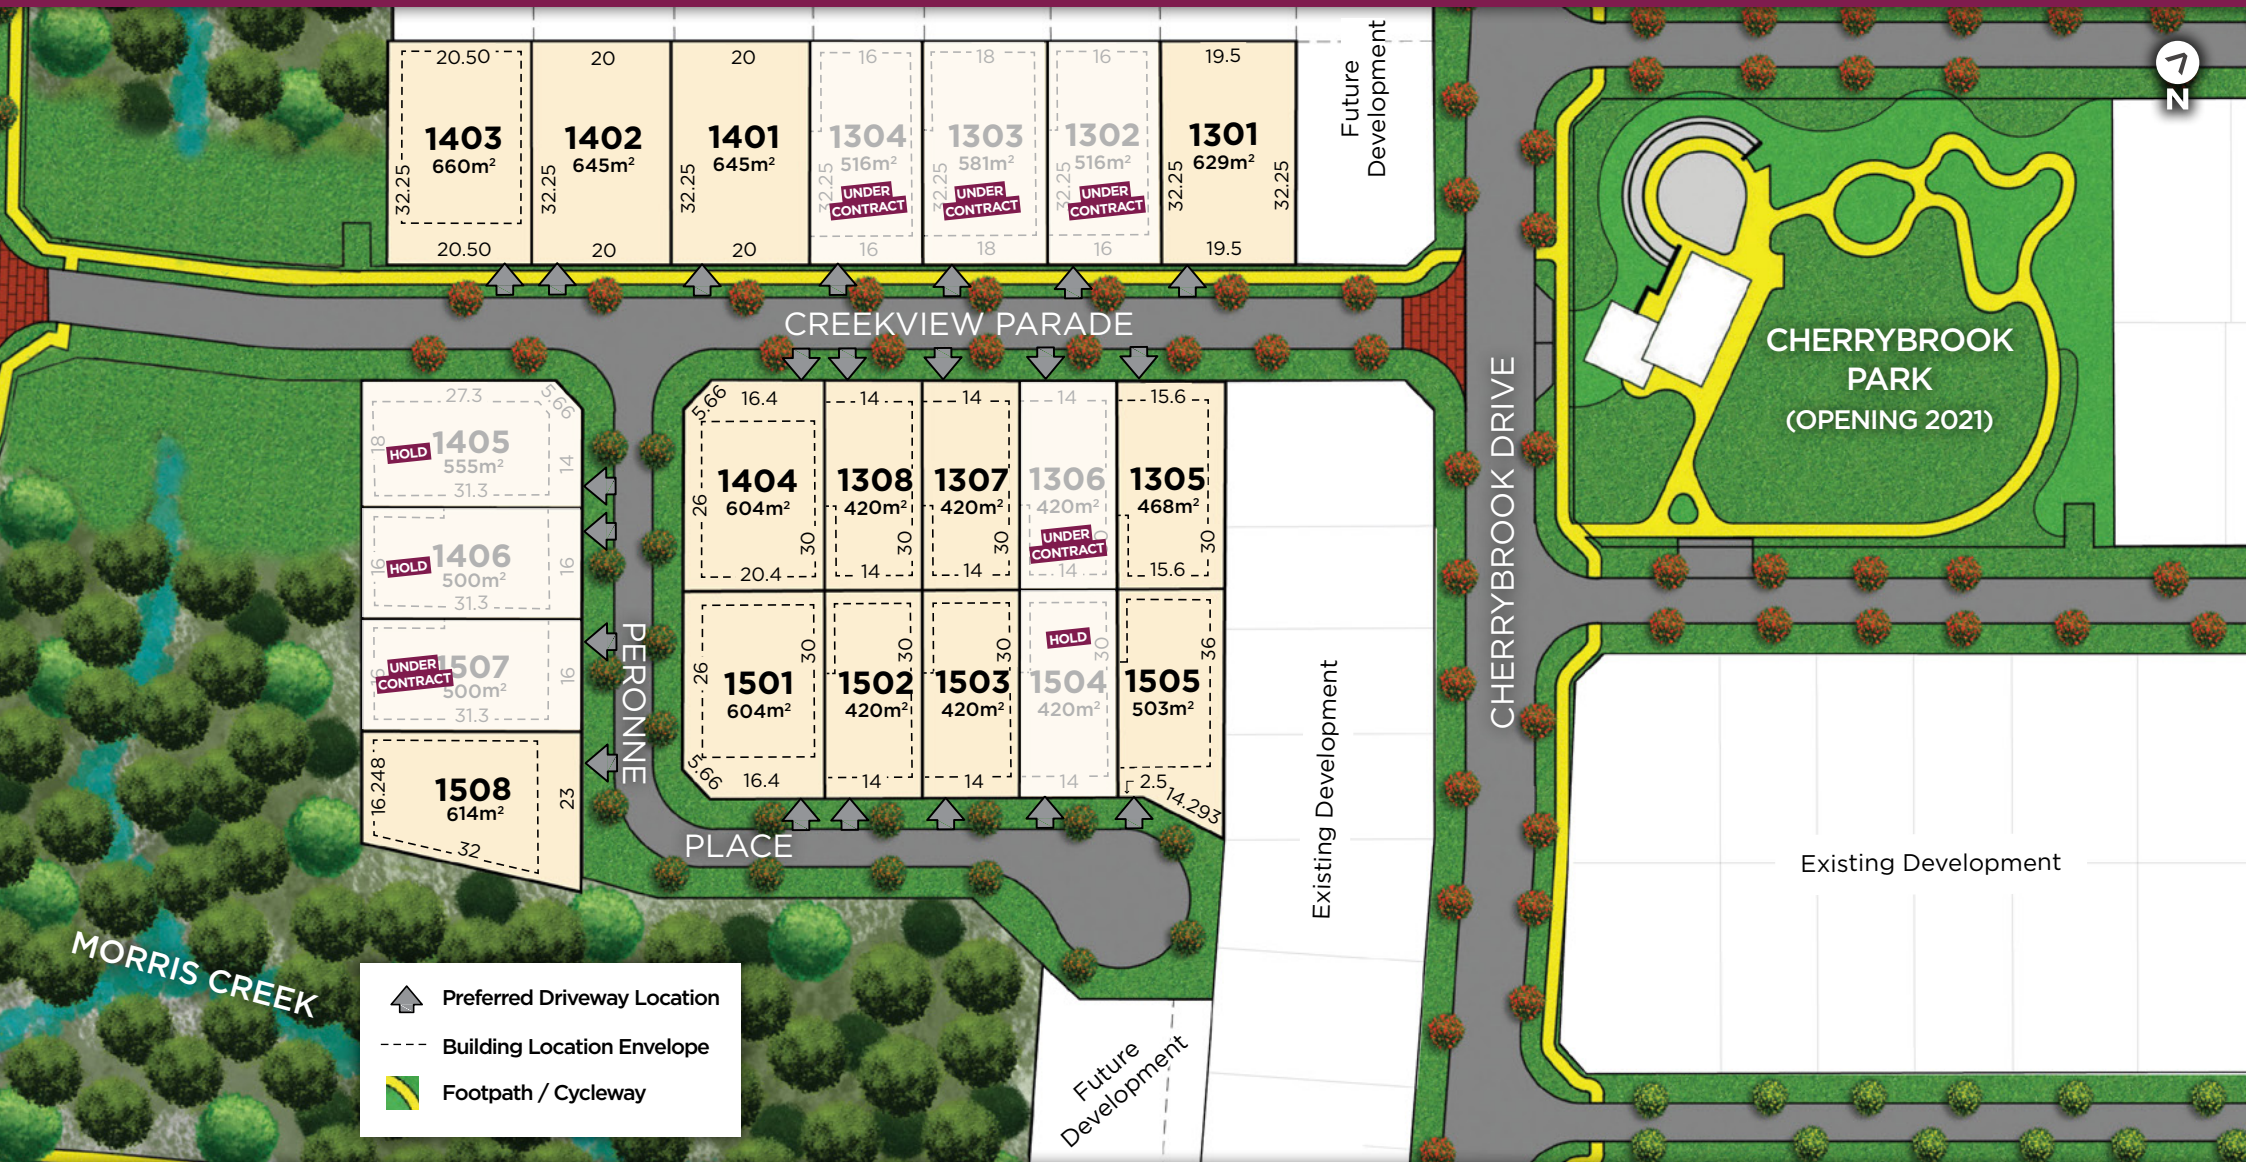 N
20.50
1403
660m²
32.25
20.50
20
1402
645m²
32.25
20
20
1401
645m²
32.25
20
16
1304
516m²
32.25
UNDER
CONTRACT
16
18
1303
581m²
32.25
UNDER
CONTRACT
18
16
1302
516m²
32.25
UNDER
CONTRACT
16
19.5
1301
629m²
32.25
32.25
19.5
Future
Development
CREEKVIEW PARADE
CHERRYBROOK
PARK
(OPENING 2021)
CHERRYBROOK DRIVE
27.3
5.66
18
HOLD
1405
555m²
14
31.3
16
HOLD
1406
500m²
16
31.3
UNDER
CONTRACT
1507
500m²
16
31.3
16.248
1508
614m²
23
32
PERONNE
PLACE
5.66
16.4
1404
604m²
26
30
20.4
14
1308
420m²
30
14
14
1307
420m²
30
14
14
1306
420m²
UNDER
CONTRACT
14
15.6
1305
468m²
30
15.6
30
26
1501
604m²
5.66
16.4
30
1502
420m²
14
30
1503
420m²
14
HOLD
30
1504
420m²
14
36
1505
503m²
2.5
14.293
Existing Development
Existing Development
MORRIS CREEK
Preferred Driveway Location
Building Location Envelope
Footpath / Cycleway
Future
Development